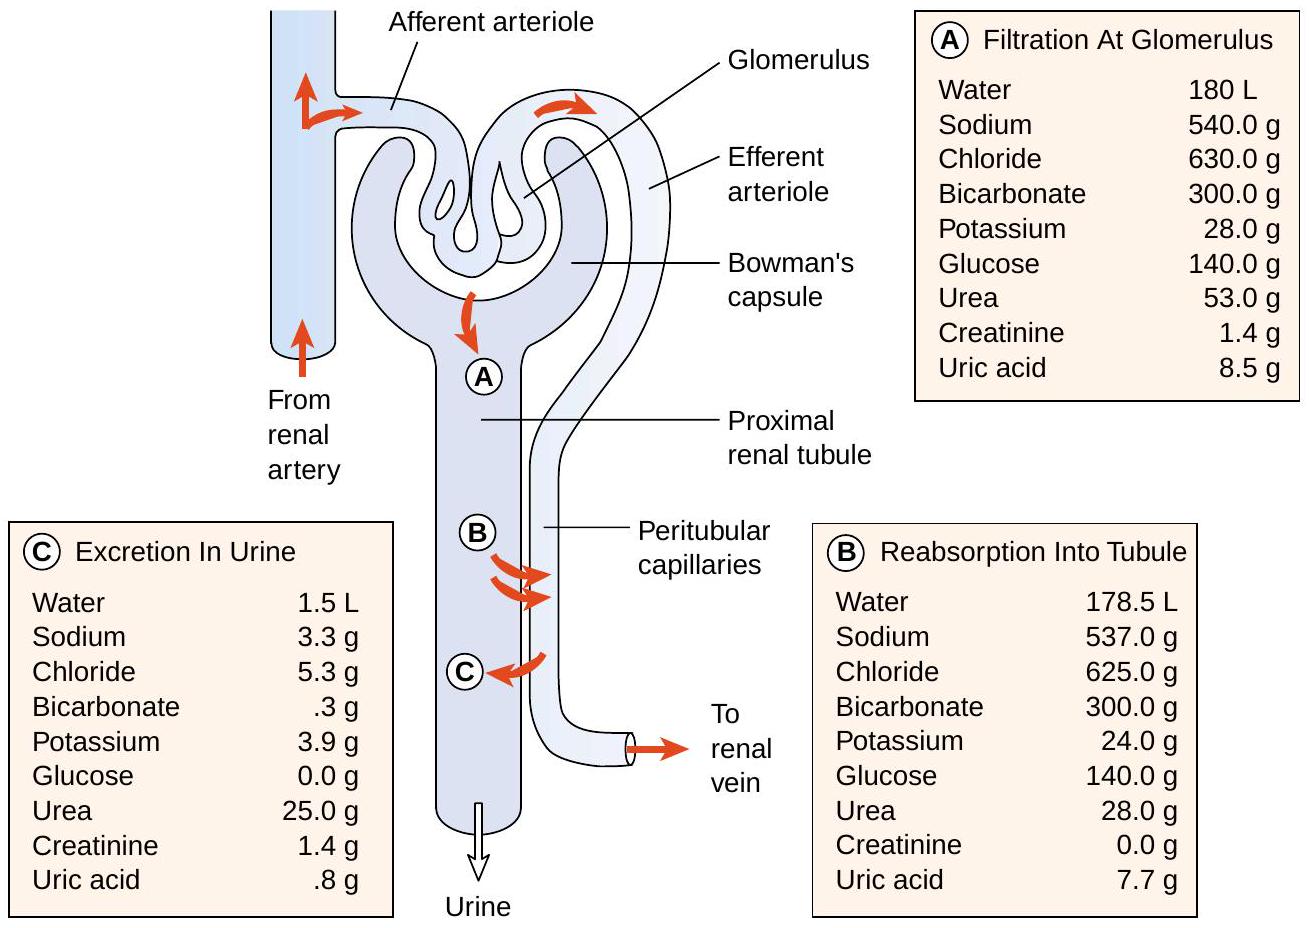 Afferent arteriole
Glomerulus
Efferent
arteriole
Bowman's
capsule
From
renal
artery
A
Proximal
renal tubule
B
Peritubular
capillaries
C
To
renal
vein
Urine
A Filtration At Glomerulus
Water 180 L
Sodium 540.0 g
Chloride 630.0 g
Bicarbonate 300.0 g
Potassium 28.0 g
Glucose 140.0 g
Urea 53.0 g
Creatinine 1.4 g
Uric acid 8.5 g
C Excretion In Urine
Water 1.5 L
Sodium 3.3 g
Chloride 5.3 g
Bicarbonate .3 g
Potassium 3.9 g
Glucose 0.0 g
Urea 25.0 g
Creatinine 1.4 g
Uric acid .8 g
B Reabsorption Into Tubule
Water 178.5 L
Sodium 537.0 g
Chloride 625.0 g
Bicarbonate 300.0 g
Potassium 24.0 g
Glucose 140.0 g
Urea 28.0 g
Creatinine 0.0 g
Uric acid 7.7 g